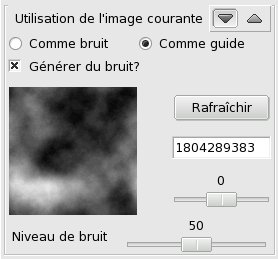 Utilisation de l'image courante
Comme bruit
Comme guide
Générer du bruit?
Rafraîchir
1804289383
0
50
Niveau de bruit